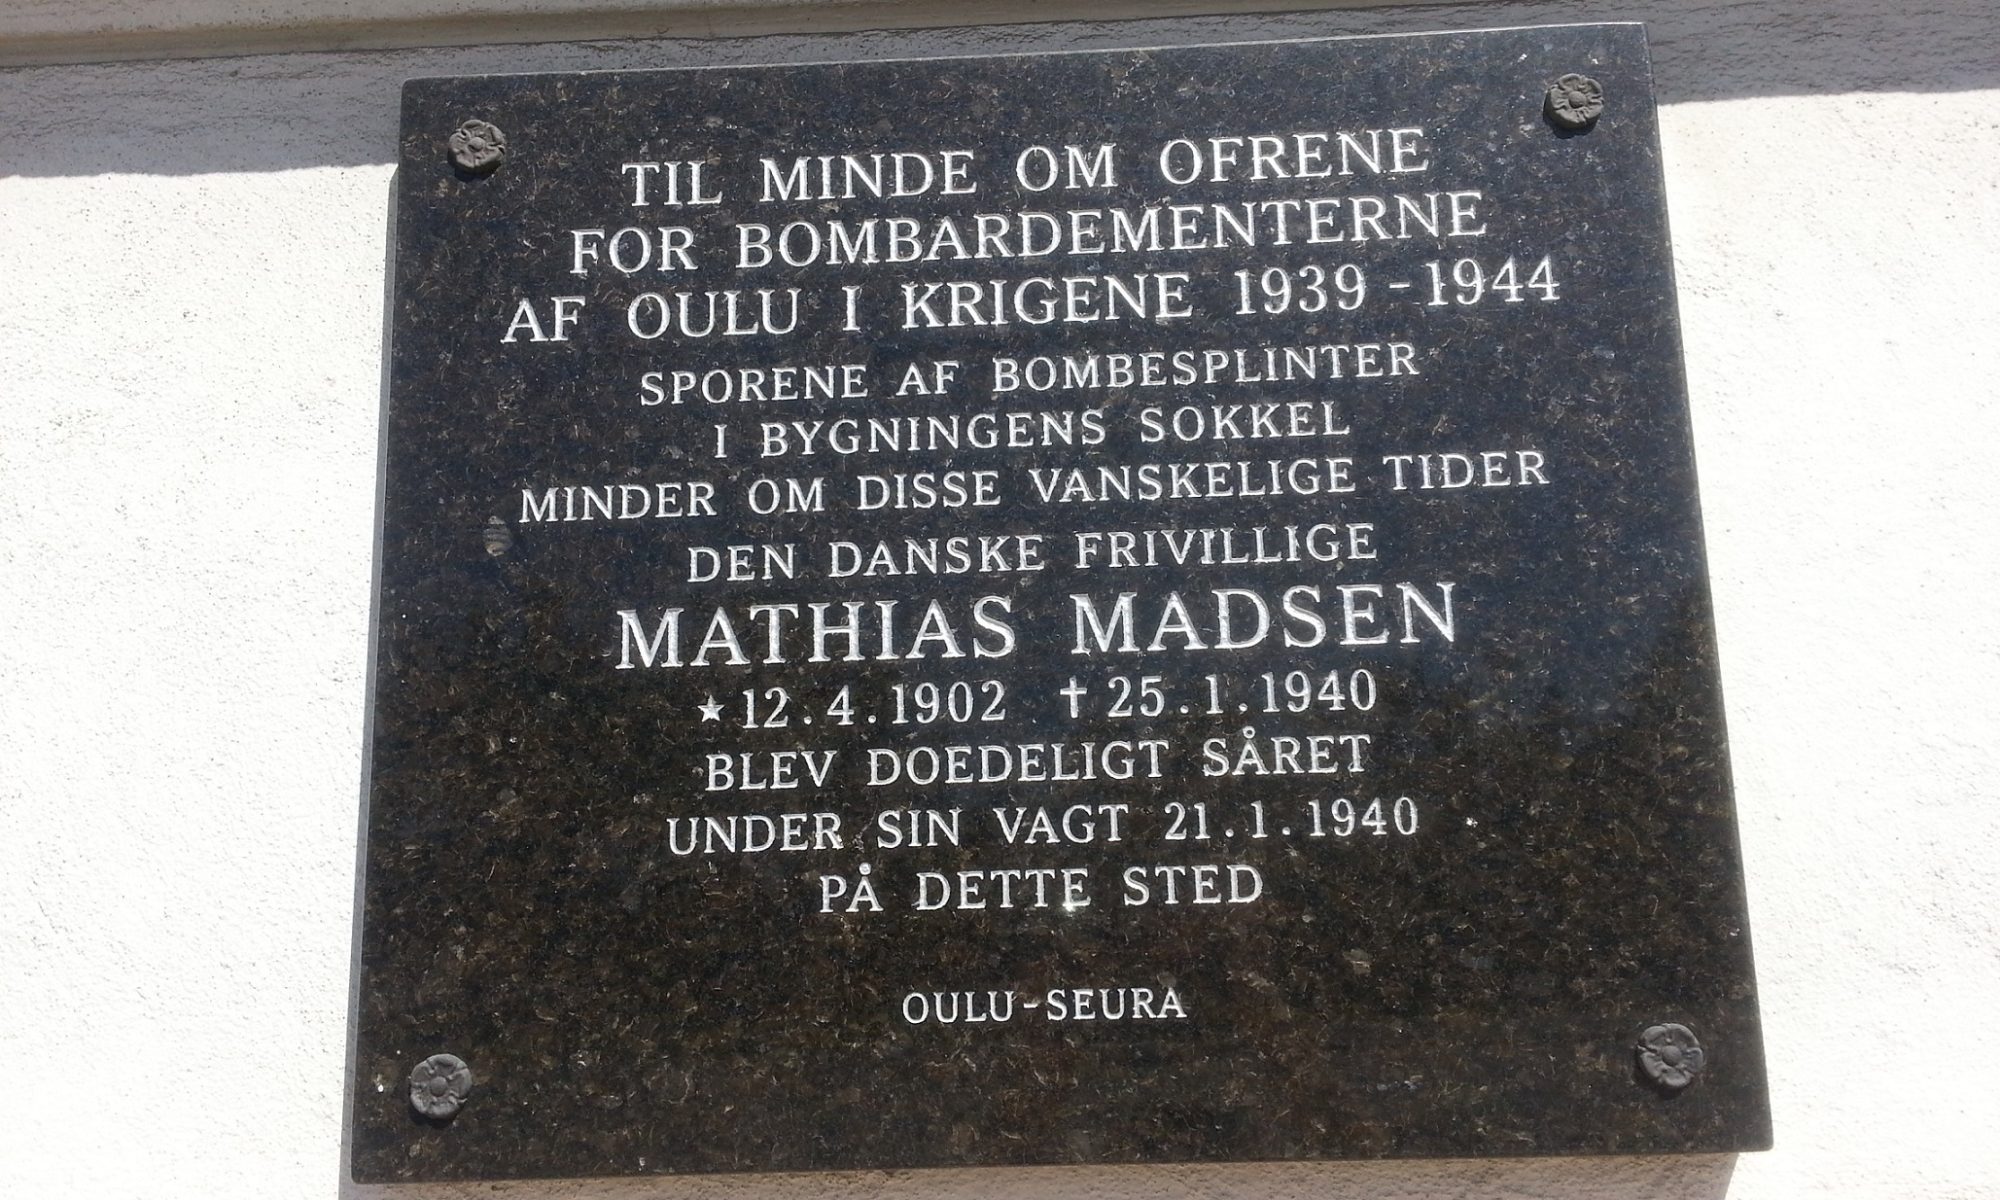 TIL MINDE OM OFRENE
FOR BOMBARDEMENTERNE
AF OULU I KRIGENE 1939-1944
SPORENE AF BOMBESPLINTER
I BYGNINGENS SOKKEL
MINDER OM DISSE VANSKELIGE TIDER
DEN DANSKE FRIVILLIGE
MATHIAS MADSEN
★12.4.1902 †25.1.1940
BLEV DOEDELIGT SÅRET
UNDER SIN VAGT 21.1.1940
PÅ DETTE STED
OULU-SEURA